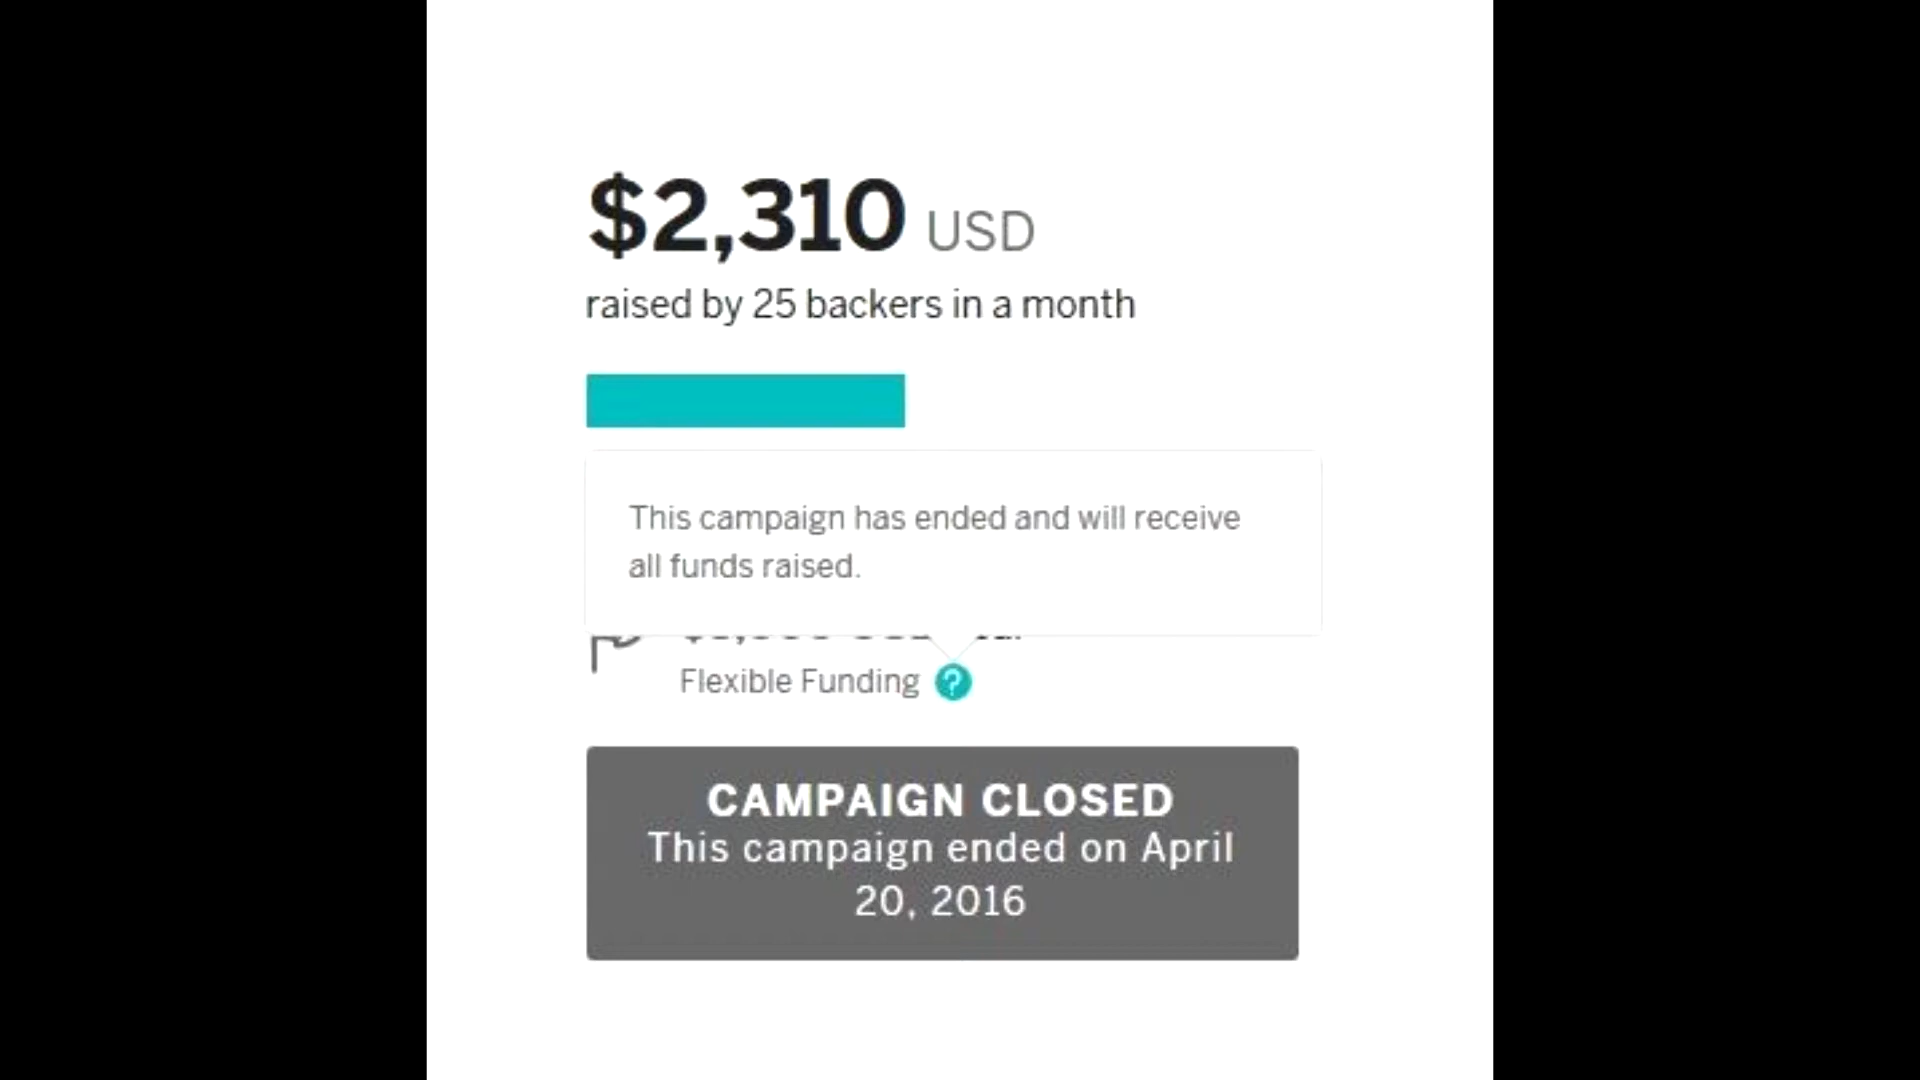 $2,310 USD
raised by 25 backers in a month
This campaign has ended and will receive
all funds raised.
Flexible Funding ?
CAMPAIGN CLOSED
This campaign ended on April
20, 2016